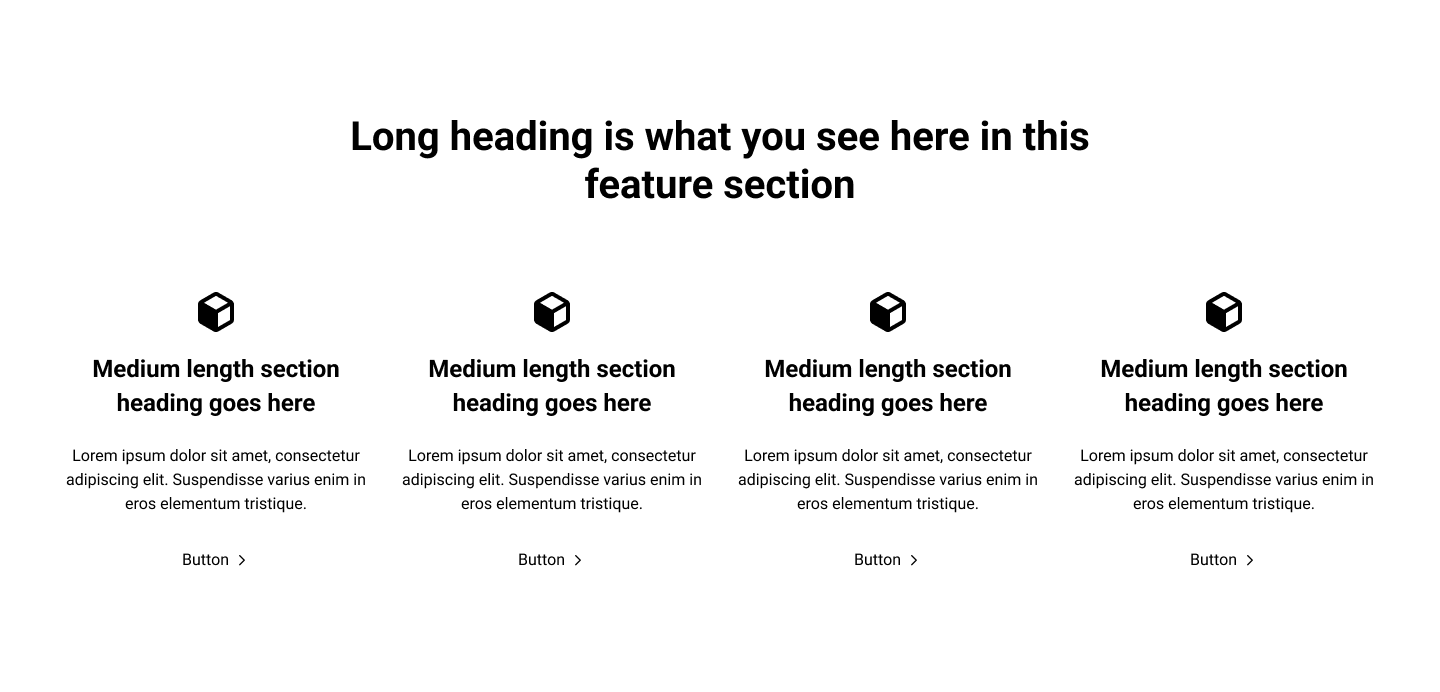 Long heading is what you see here in this
feature section
Medium length section
heading goes here
Lorem ipsum dolor sit amet, consectetur
adipiscing elit. Suspendisse varius enim in
eros elementum tristique.
Button
Medium length section
heading goes here
Lorem ipsum dolor sit amet, consectetur
adipiscing elit. Suspendisse varius enim in
eros elementum tristique.
Button
Medium length section
heading goes here
Lorem ipsum dolor sit amet, consectetur
adipiscing elit. Suspendisse varius enim in
eros elementum tristique.
Button
Medium length section
heading goes here
Lorem ipsum dolor sit amet, consectetur
adipiscing elit. Suspendisse varius enim in
eros elementum tristique.
Button